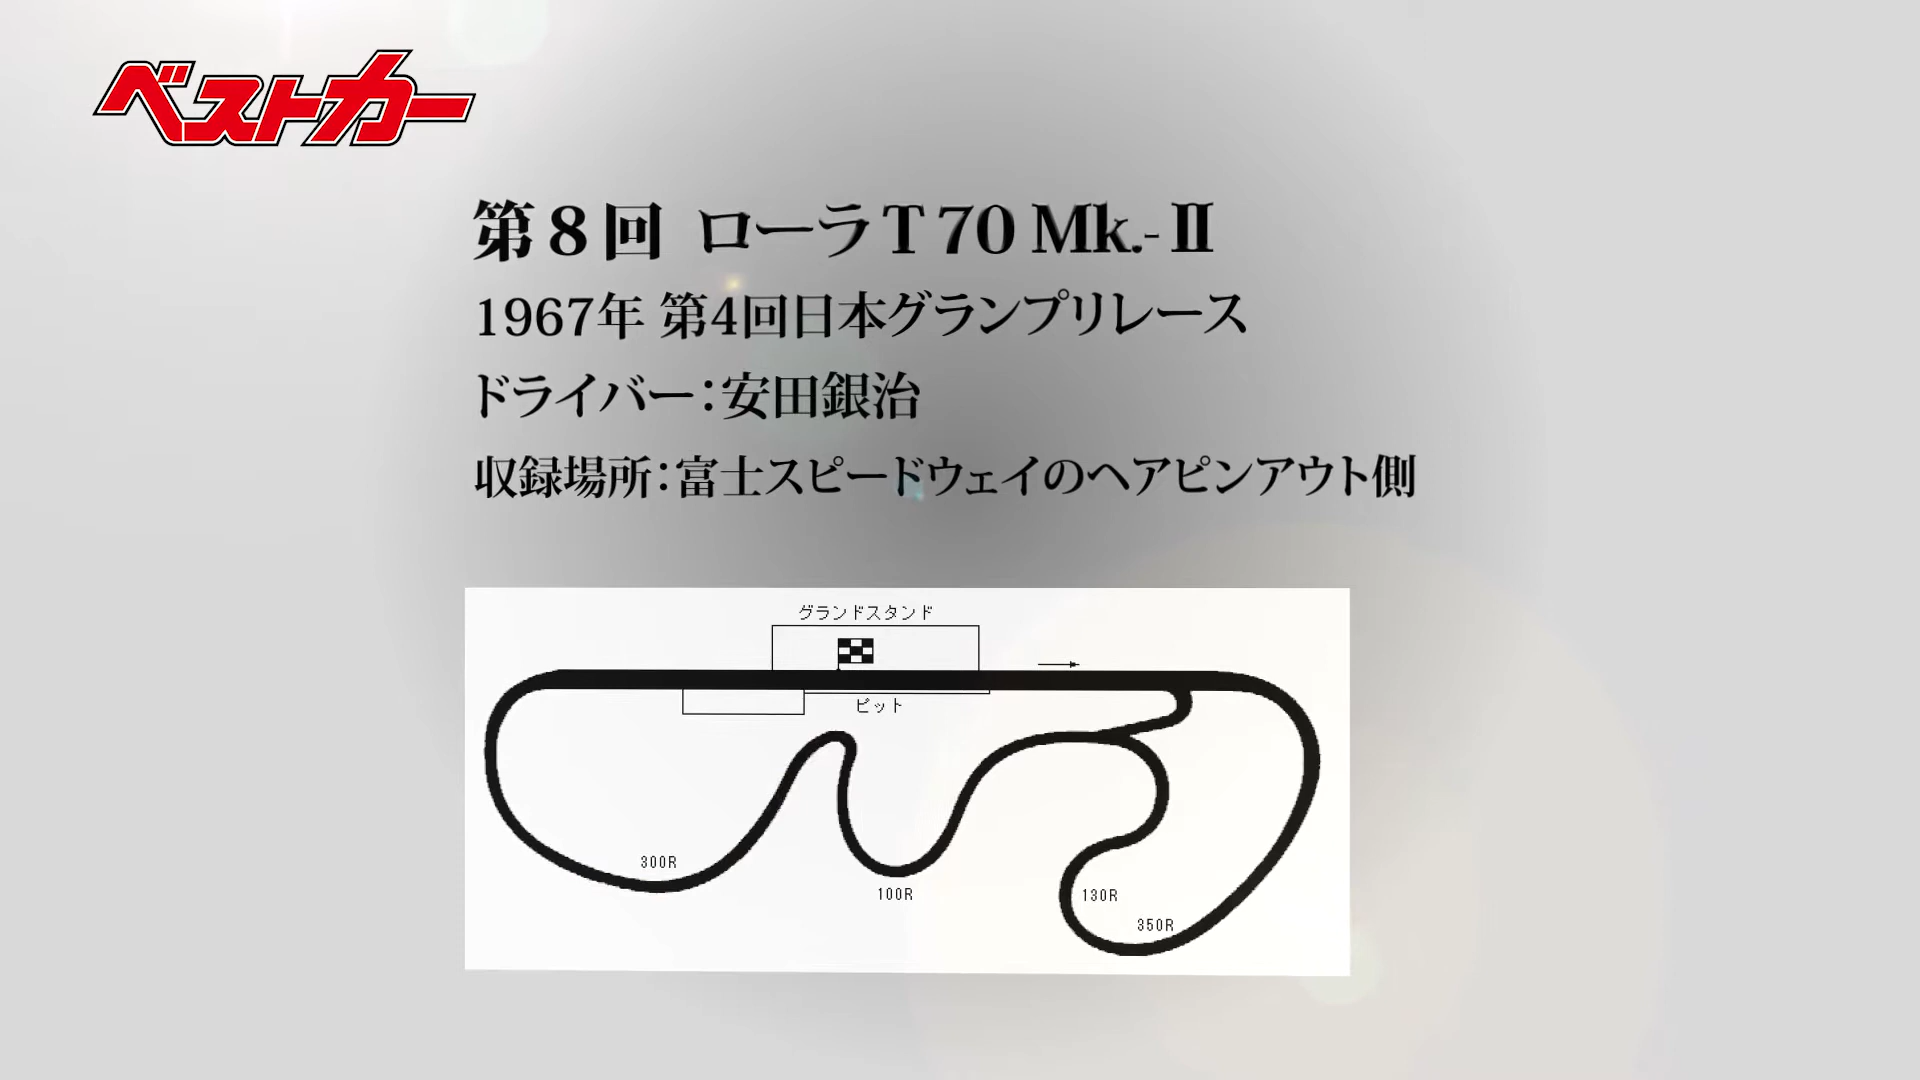 ベストカー
第8回 ローラT70 Mk.-Ⅱ
1967年 第4回日本グランプリレース
ドライバー：安田銀治
収録場所：富士スピードウェイのヘアピンアウト側
グランドスタンド
ピット
300R
100R
130R
350R